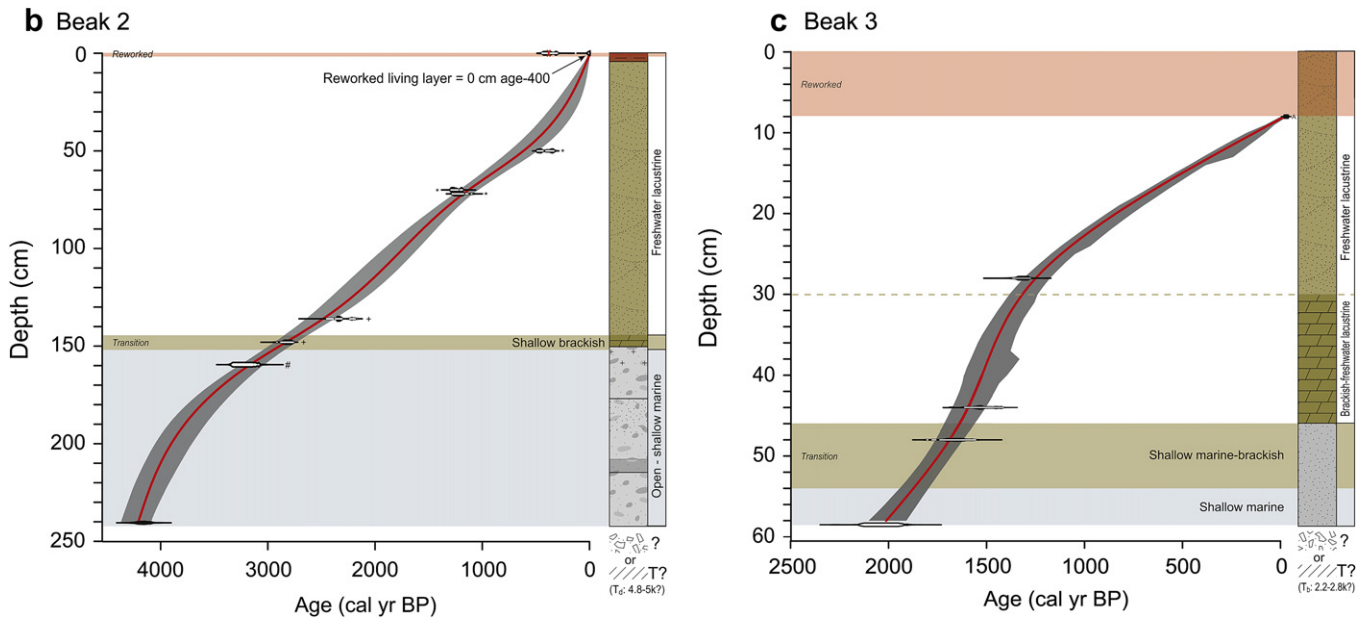 b Beak 2
0
50
100
150
200
250
Depth (cm)
Reworked
Reworked living layer = 0 cm age-400
+
+
+
+
+
Transition
Shallow brackish
#
Freshwater lacustrine
Open - shallow marine
4000
3000
2000
1000
0
Age (cal yr BP)
?
or
T?
(Td: 4.8-5k?)
c Beak 3
0
10
20
30
40
50
60
Depth (cm)
Reworked
Transition
Shallow marine-brackish
Shallow marine
Freshwater lacustrine
Brackish-freshwater lacustrine
2500
2000
1500
1000
500
0
Age (cal yr BP)
?
or
T?
(Tb: 2.2-2.8k?)